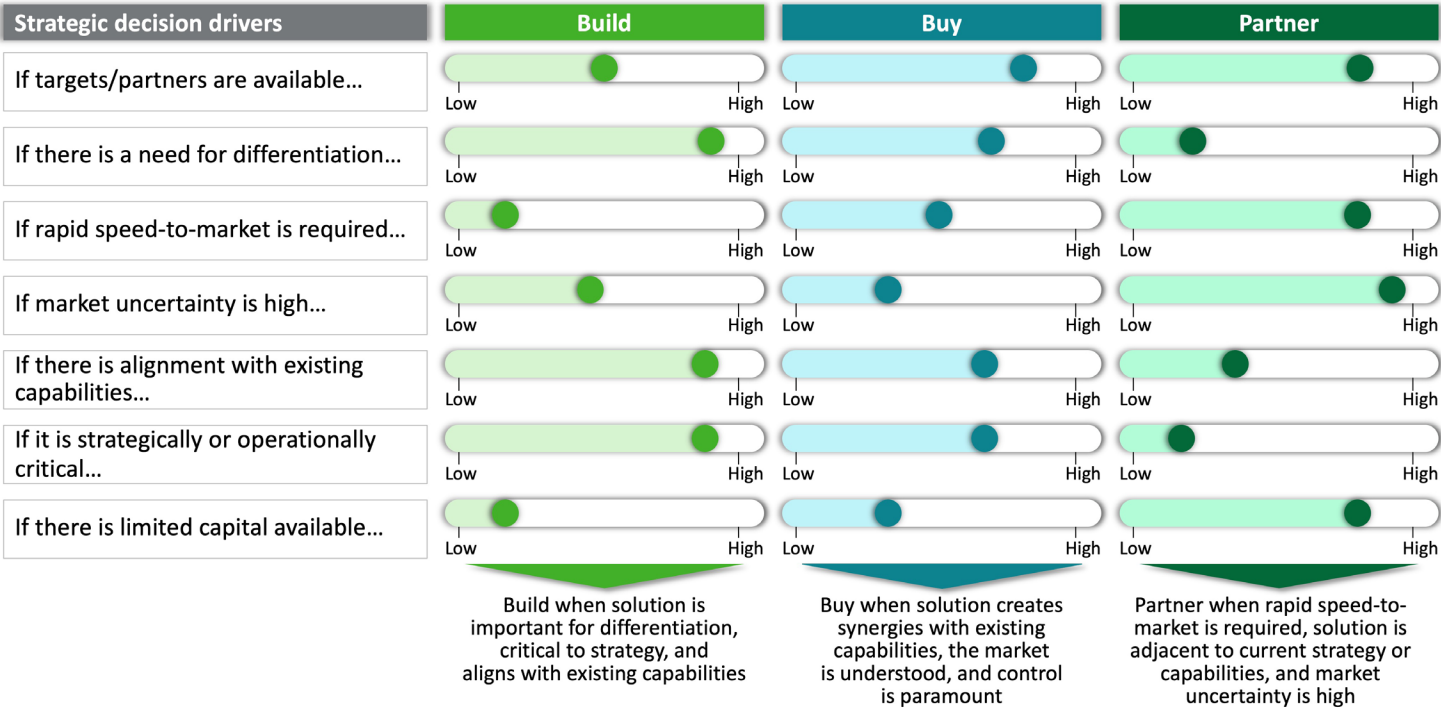 Strategic decision drivers
Build
Buy
Partner
If targets/partners are available...
Low
High
Low
High
Low
High
If there is a need for differentiation...
Low
High
Low
High
Low
High
If rapid speed-to-market is required...
Low
High
Low
High
Low
High
If market uncertainty is high...
Low
High
Low
High
Low
High
If there is alignment with existing
capabilities...
Low
High
Low
High
Low
High
If it is strategically or operationally
critical...
Low
High
Low
High
Low
High
If there is limited capital available...
Low
High
Low
High
Low
High
Build when solution is
important for differentiation,
critical to strategy, and
aligns with existing capabilities
Buy when solution creates
synergies with existing
capabilities, the market
is understood, and control
is paramount
Partner when rapid speed-to-
market is required, solution is
adjacent to current strategy or
capabilities, and market
uncertainty is high